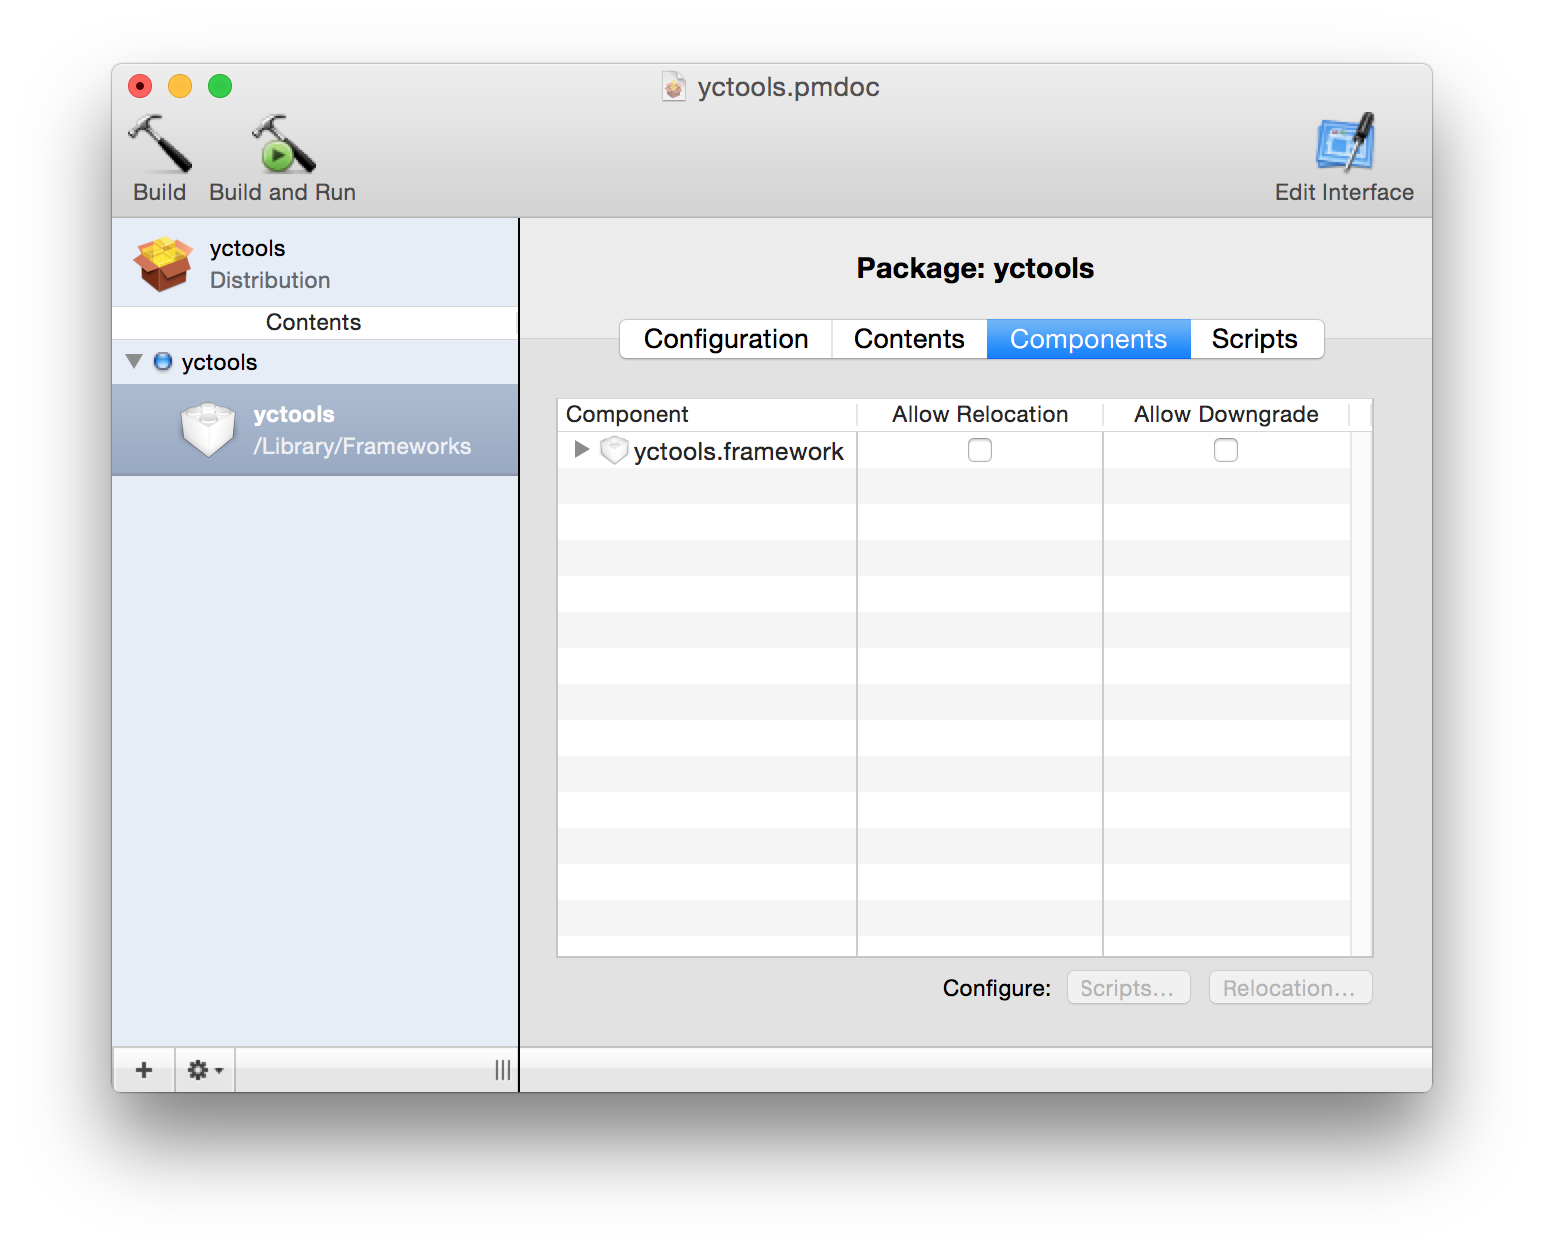 yctools.pmdoc
Build
Build and Run
Edit Interface
yctools
Distribution
Contents
yctools
yctools
/Library/Frameworks
Package: yctools
Configuration
Contents
Components
Scripts
Component
Allow Relocation
Allow Downgrade
yctools.framework
Configure:
Scripts...
Relocation...